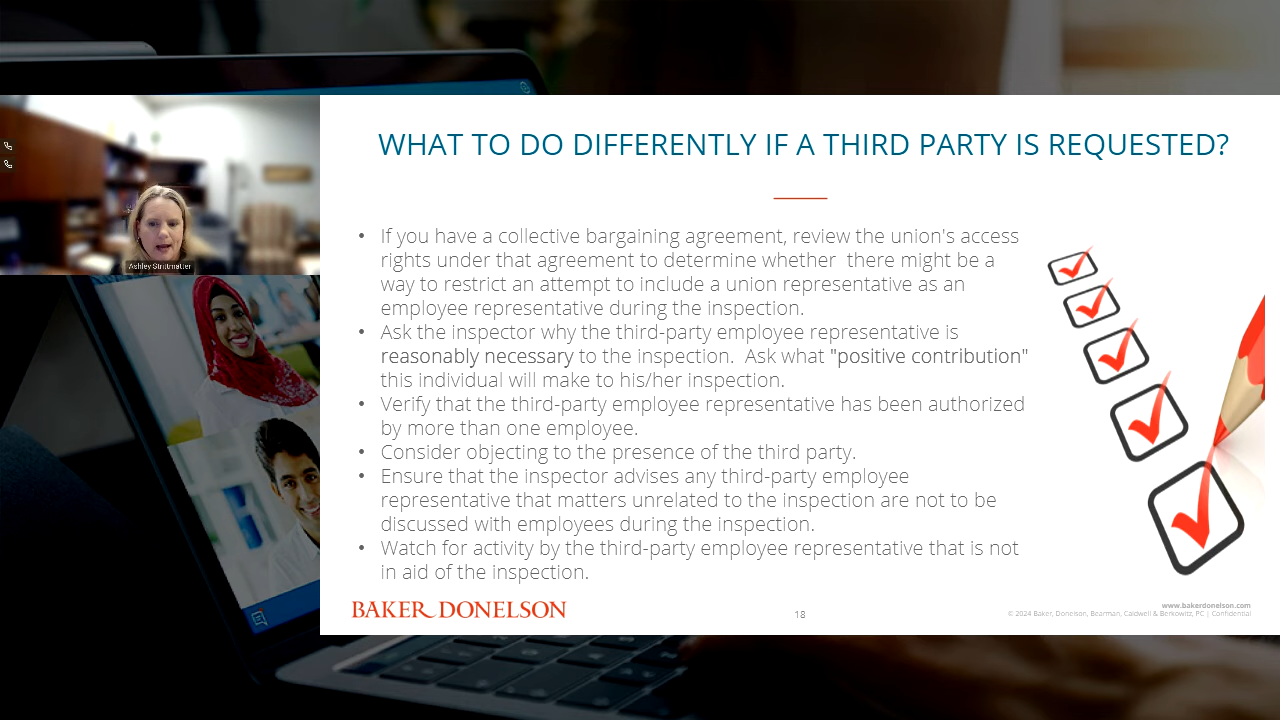 WHAT TO DO DIFFERENTLY IF A THIRD PARTY IS REQUESTED?
Ashley Strittmatter
• If you have a collective bargaining agreement, review the union's access
rights under that agreement to determine whether there might be a
way to restrict an attempt to include a union representative as an
employee representative during the inspection.
• Ask the inspector why the third-party employee representative is
reasonably necessary to the inspection. Ask what "positive contribution"
this individual will make to his/her inspection.
• Verify that the third-party employee representative has been authorized
by more than one employee.
• Consider objecting to the presence of the third party.
• Ensure that the inspector advises any third-party employee
representative that matters unrelated to the inspection are not to be
discussed with employees during the inspection.
• Watch for activity by the third-party employee representative that is not
in aid of the inspection.
BAKER DONELSON
18
www.bakerdonelson.com
© 2024 Baker, Donelson, Bearman, Caldwell & Berkowitz, PC | Confidential